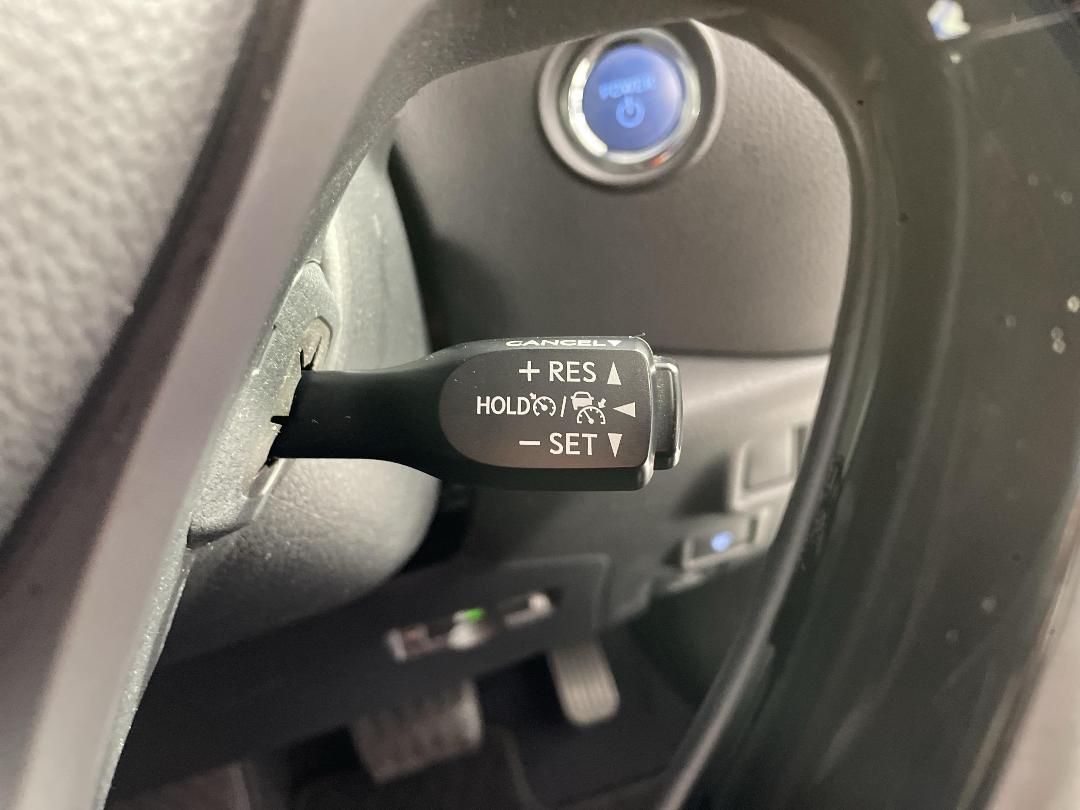 POWER
CANCEL▼
+ RES ▲
HOLD / ◀
− SET ▼